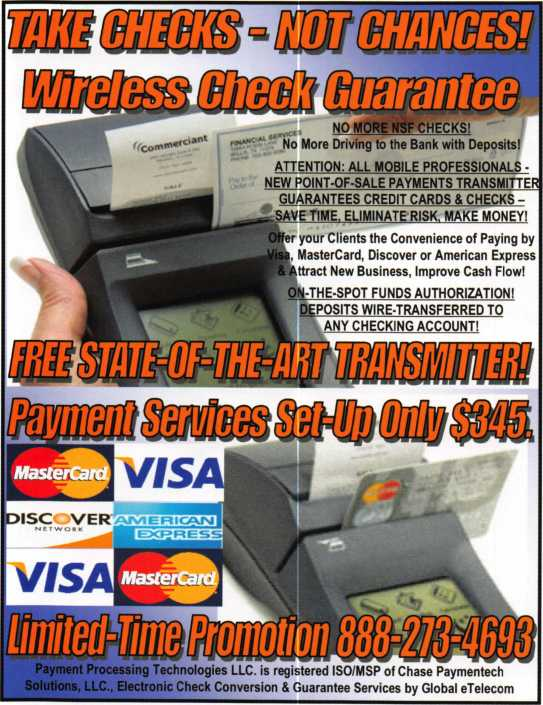 TAKE CHECKS - NOT CHANCES!
Wireless Check Guarantee
Commerciant
FINANCIAL SERVICES
Pay to the
Order of
NO MORE NSF CHECKS!
No More Driving to the Bank with Deposits!
ATTENTION: ALL MOBILE PROFESSIONALS -
NEW POINT-OF-SALE PAYMENTS TRANSMITTER
GUARANTEES CREDIT CARDS & CHECKS –
SAVE TIME, ELIMINATE RISK, MAKE MONEY!
Offer your Clients the Convenience of Paying by
Visa, MasterCard, Discover or American Express
& Attract New Business, Improve Cash Flow!
ON-THE-SPOT FUNDS AUTHORIZATION!
DEPOSITS WIRE-TRANSFERRED TO
ANY CHECKING ACCOUNT!
FREE STATE-OF-THE-ART TRANSMITTER!
Payment Services Set-Up Only $345.
MasterCard
VISA
DISCOVER
NETWORK
AMERICAN
EXPRESS
VISA
MasterCard
Limited-Time Promotion 888-273-4693
Payment Processing Technologies LLC. is registered ISO/MSP of Chase Paymentech
Solutions, LLC., Electronic Check Conversion & Guarantee Services by Global eTelecom